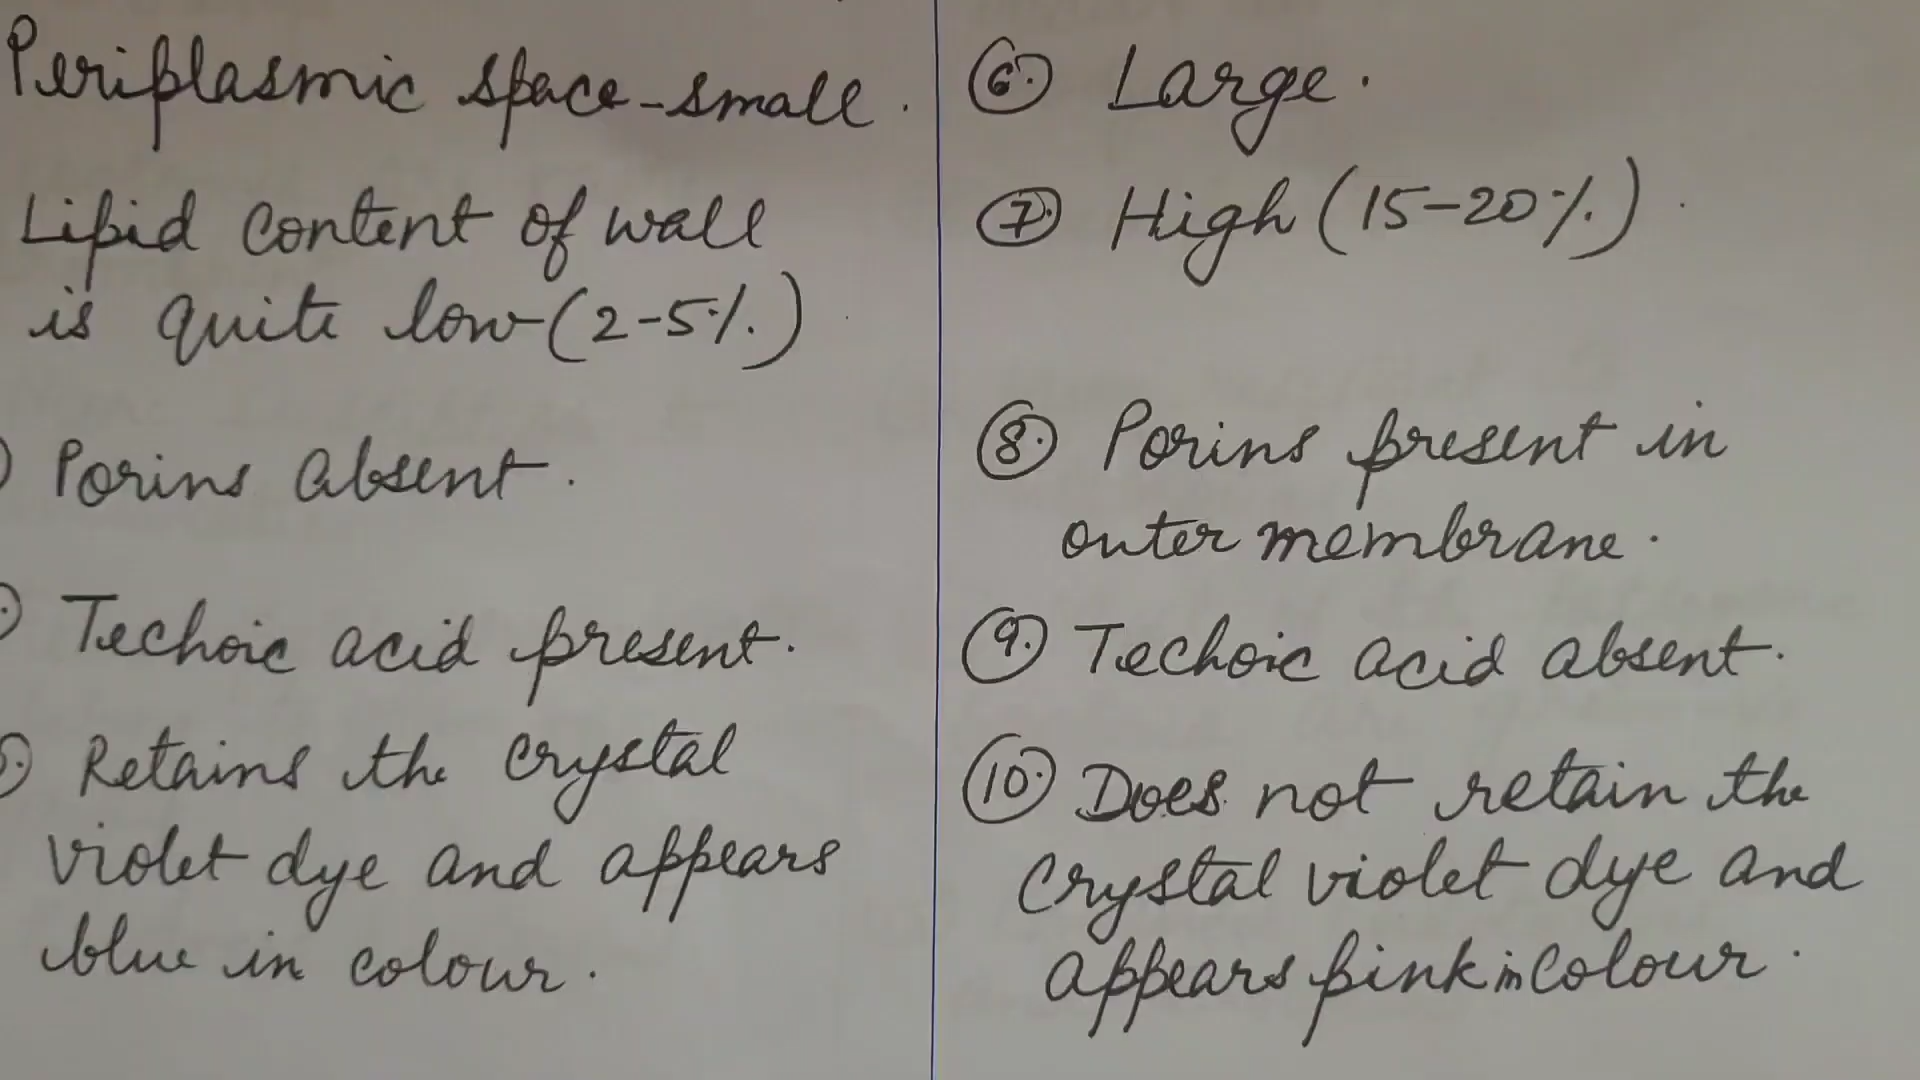 Periplasmic space-small.
Lipid content of wall
is quite low (2-5%)
Porins absent.
Techoic acid present.
Retains the crystal
violet dye and appears
blue in colour.
6. Large.
7. High (15-20%)
8. Porins present in
outer membrane.
9. Techoic acid absent.
10. Does not retain the
crystal violet dye and
appears pink in colour.